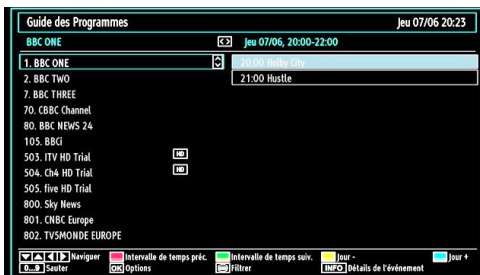 Guide des Programmes Jeu 07/06 20:23
BBC ONE Jeu 07/06, 20:00-22:00
1. BBC ONE 20:00 Holby City
2. BBC TWO 21:00 Hustle
7. BBC THREE
70. CBBC Channel
80. BBC NEWS 24
105. BBCi
503. ITV HD Trial HD
504. Ch4 HD Trial HD
505. five HD Trial
800. Sky News
801. CNBC Europe
802. TV5MONDE EUROPE
Naviguer Intervalle de temps préc. Intervalle de temps suiv. Jour - Jour +
0...9 Sauter OK Options Filtrer INFO Détails de l'événement